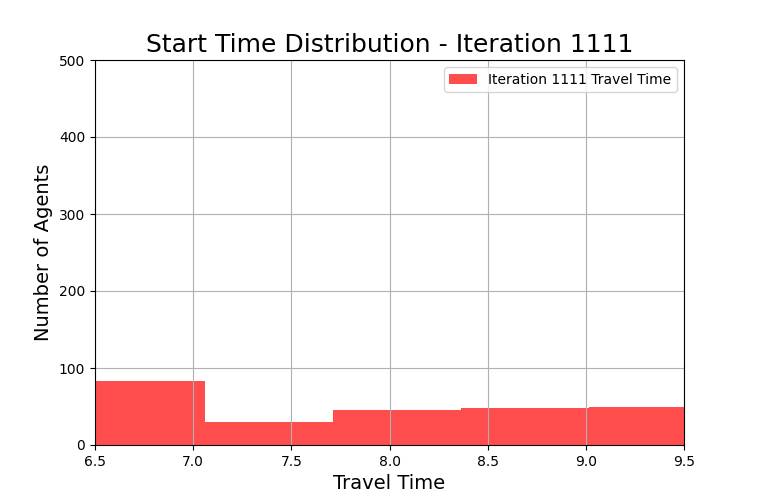 Start Time Distribution - Iteration 1111
Iteration 1111 Travel Time
Number of Agents
500
400
300
200
100
0
6.5 7.0 7.5 8.0 8.5 9.0 9.5
Travel Time